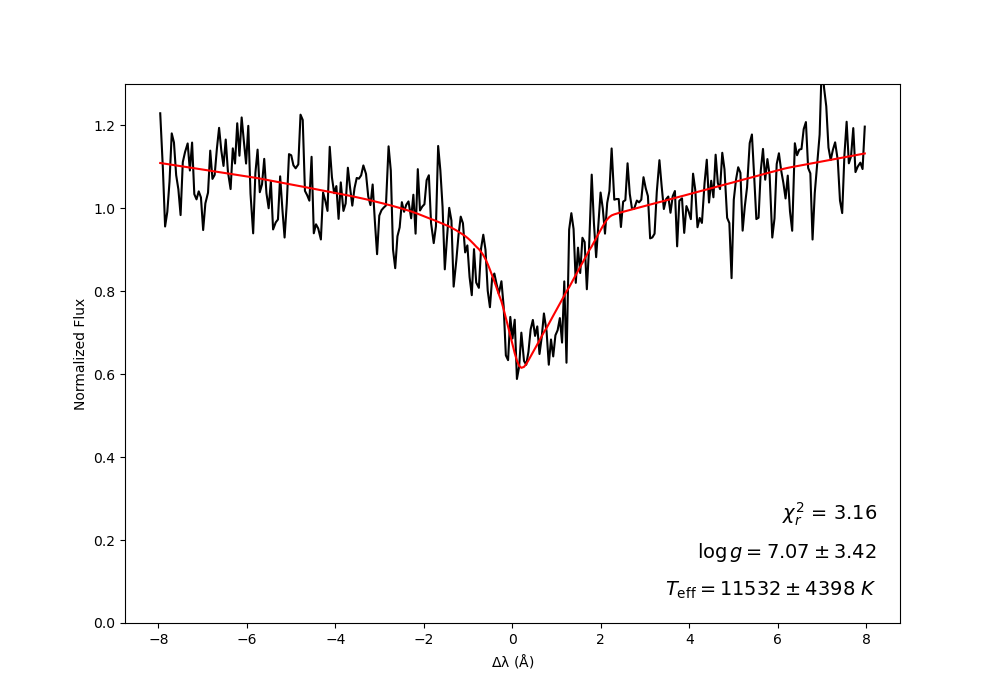 1.2
1.0
0.8
0.6
0.4
0.2
0.0
Normalized Flux
χ²ᵣ = 3.16
log g = 7.07 ± 3.42
T_eff = 11532 ± 4398 K
−8 −6 −4 −2 0 2 4 6 8
Δλ (Å)